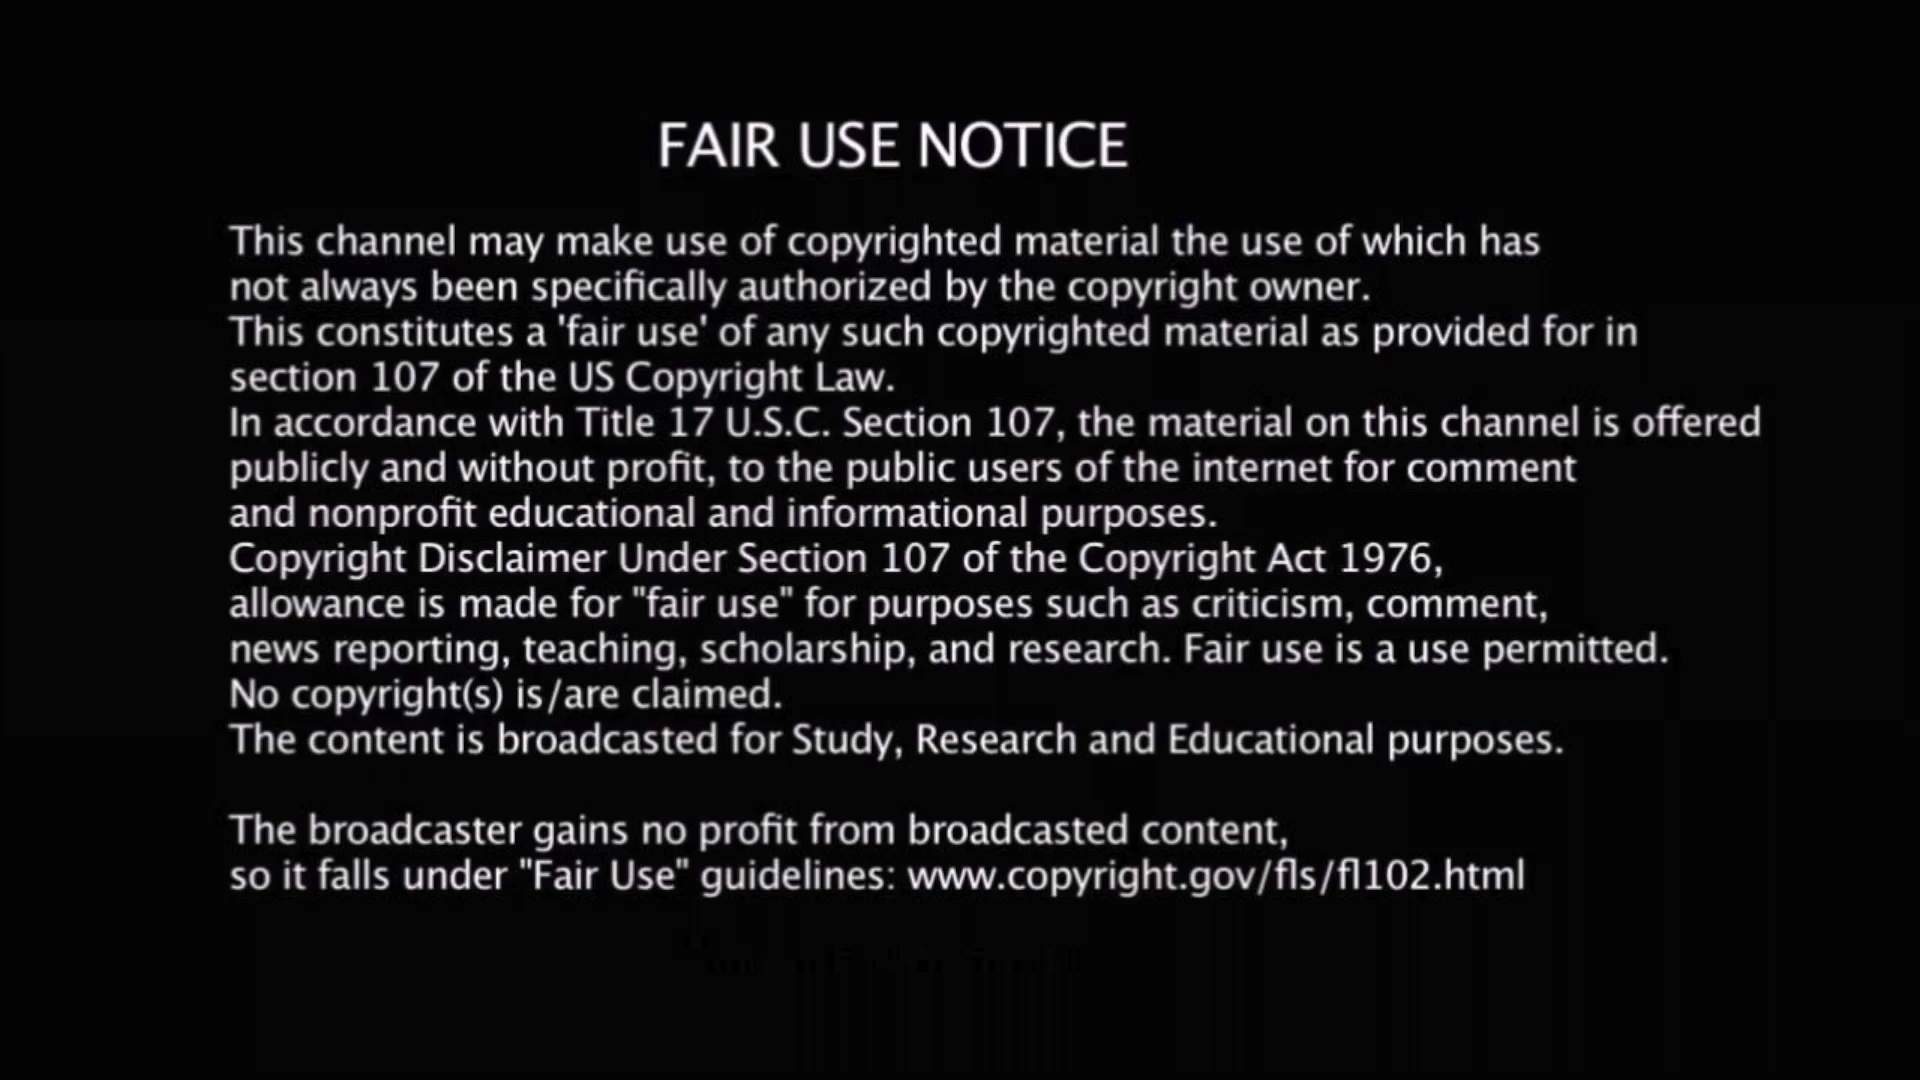 FAIR USE NOTICE
This channel may make use of copyrighted material the use of which has
not always been specifically authorized by the copyright owner.
This constitutes a 'fair use' of any such copyrighted material as provided for in
section 107 of the US Copyright Law.
In accordance with Title 17 U.S.C. Section 107, the material on this channel is offered
publicly and without profit, to the public users of the internet for comment
and nonprofit educational and informational purposes.
Copyright Disclaimer Under Section 107 of the Copyright Act 1976,
allowance is made for "fair use" for purposes such as criticism, comment,
news reporting, teaching, scholarship, and research. Fair use is a use permitted.
No copyright(s) is/are claimed.
The content is broadcasted for Study, Research and Educational purposes.
The broadcaster gains no profit from broadcasted content,
so it falls under "Fair Use" guidelines: www.copyright.gov/fls/fl102.html